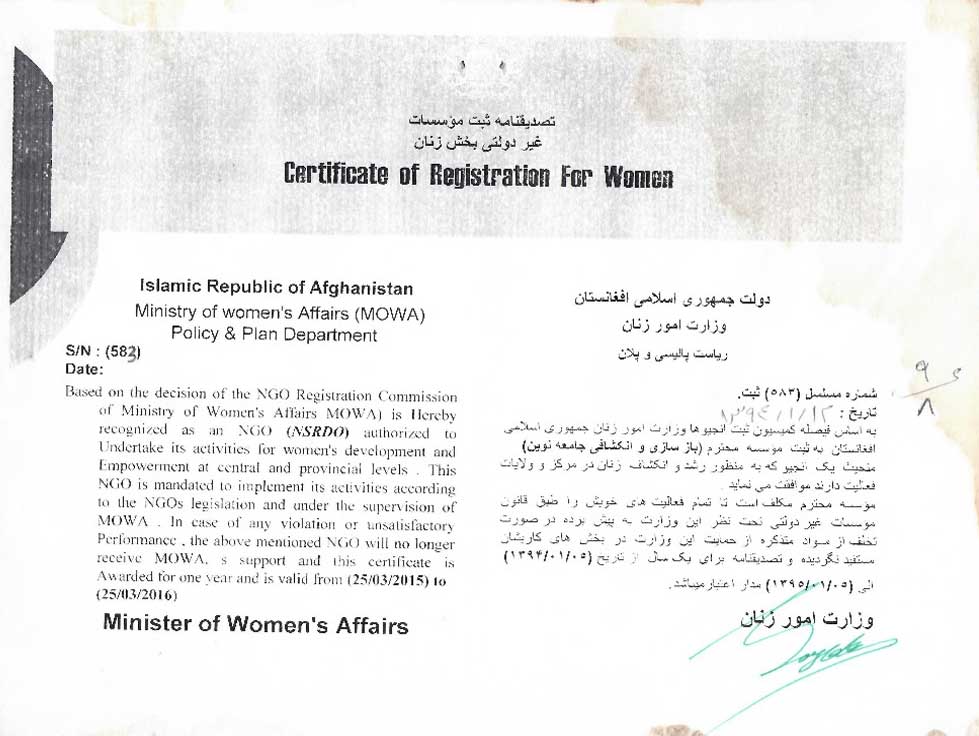 تصدیقنامه ثبت مؤسسات
غیر دولتی بخش زنان
Certificate of Registration For Women
Islamic Republic of Afghanistan
Ministry of women's Affairs (MOWA)
Policy & Plan Department
S/N : (583)
Date:
Based on the decision of the NGO Registration Commission
of Ministry of Women's Affairs MOWA) is Hereby
recognized as an NGO (NSRDO) authorized to
Undertake its activities for women's development and
Empowerment at central and provincial levels . This
NGO is mandated to implement its activities according
to the NGOs legislation and under the supervision of
MOWA . In case of any violation or unsatisfactory
Performance , the above mentioned NGO will no longer
receive MOWA, s support and this certificate is
Awarded for one year and is valid from (25/03/2015) to
(25/03/2016)
Minister of Women's Affairs
دولت جمهوری اسلامی افغانستان
وزارت امور زنان
ریاست پالیسی و پلان
شماره مسلسل (۵۸۳) ثبت.
تاریخ :
به اساس فیصله کمیسیون ثبت انجیوها وزارت امور زنان جمهوری اسلامی
افغانستان به ثبت مؤسسه محترم (باز سازی و انکشافی جامعه نوین)
منحیث یک انجیو که به منظور رشد و انکشاف زنان در مرکز و ولایات
فعالیت دارند موافقت می نماید .
مؤسسه محترم مکلف است تا تمام فعالیت های خویش را طبق قانون
موسسات غیر دولتی تحت نظر این وزارت به پیش برده در صورت
تخلف از مواد متذکره از حمایت این وزارت در بخش های کاریشان
مستفید نگردیده و تصدیقنامه برای یک سال از تاریخ (۱۳۹۴/۰۱/۰۵)
الی (۱۳۹۵/۰۱/۰۵) مدار اعتبار میباشد.
وزارت امور زنان